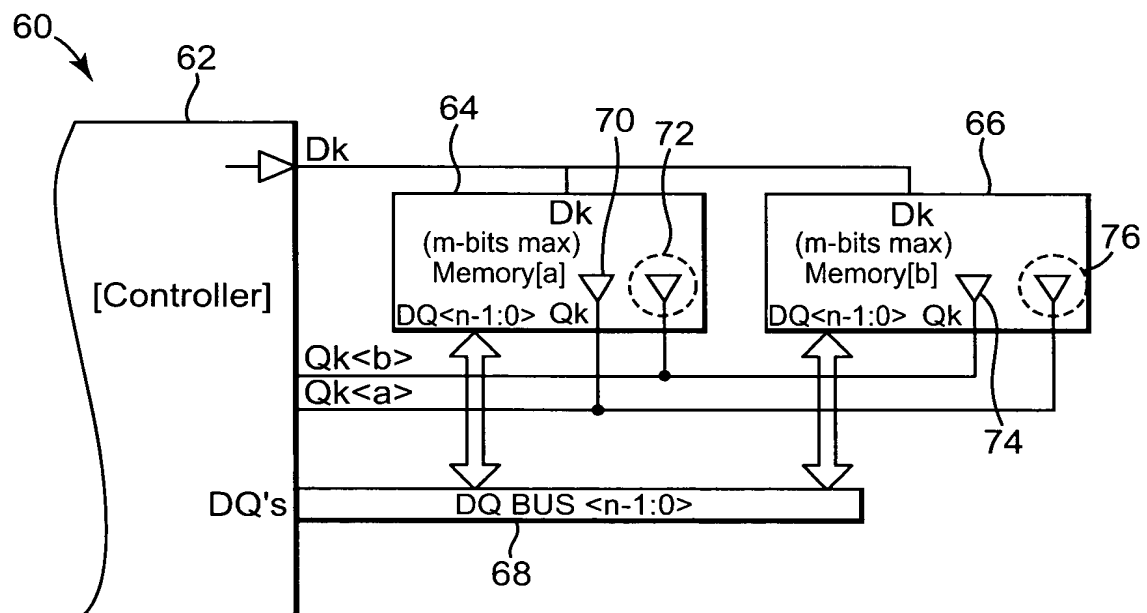 60
62
64
70
72
66
Dk
Dk
(m-bits max)
Memory[a]
DQ<n-1:0> Qk
Dk
(m-bits max)
Memory[b]
DQ<n-1:0> Qk
76
[Controller]
Qk<b>
Qk<a>
74
DQ's
DQ BUS <n-1:0>
68